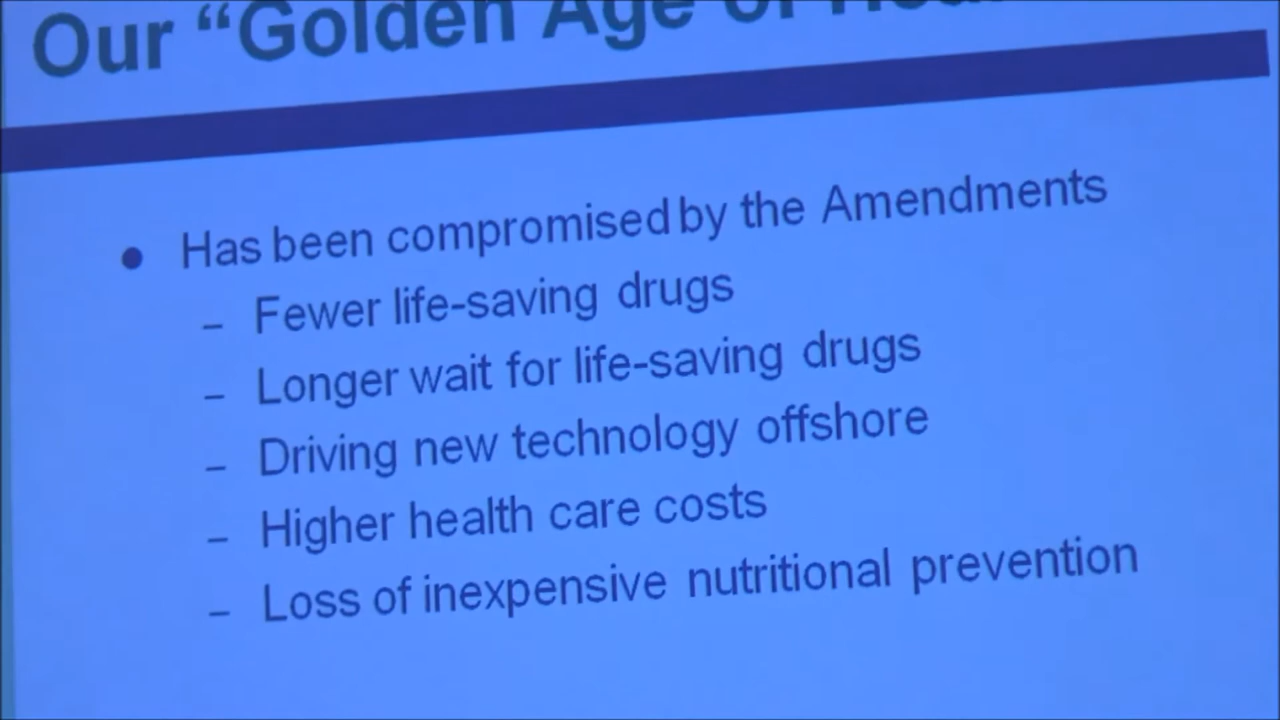 Our “Golden Age of
● Has been compromised by the Amendments
– Fewer life-saving drugs
– Longer wait for life-saving drugs
– Driving new technology offshore
– Higher health care costs
– Loss of inexpensive nutritional prevention